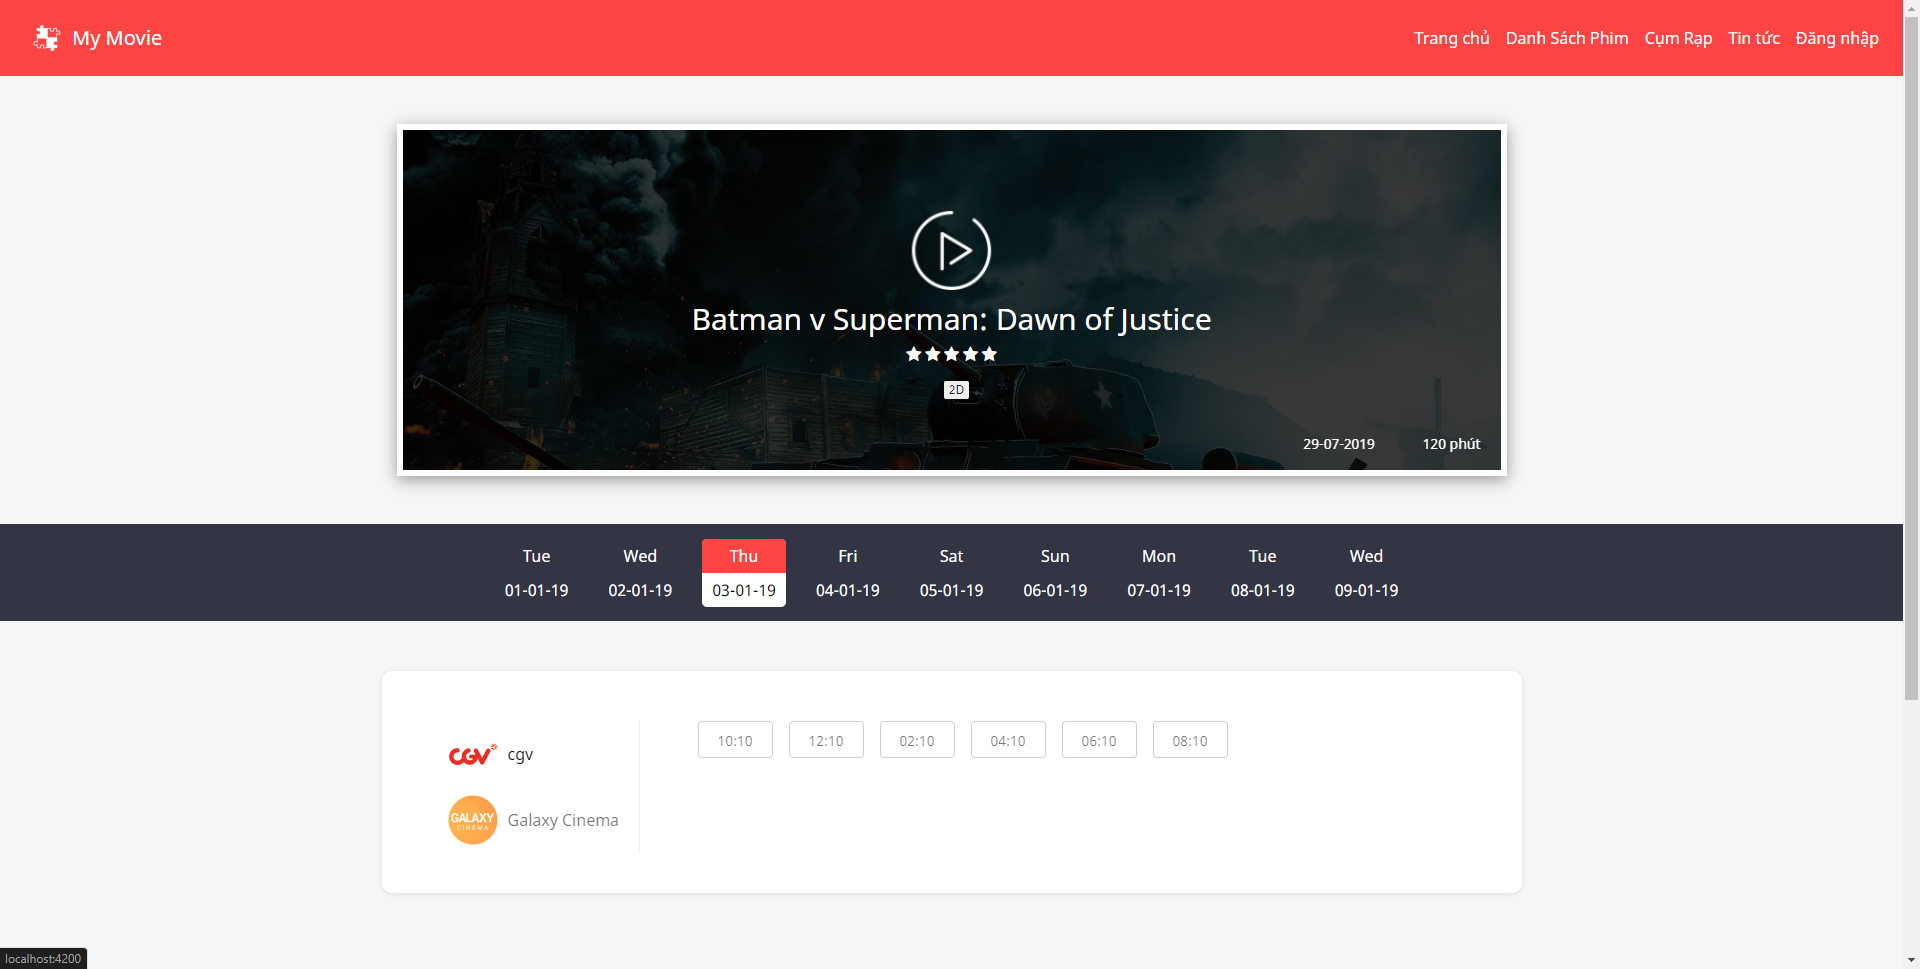 My Movie
Trang chủ Danh Sách Phim Cụm Rạp Tin tức Đăng nhập
Batman v Superman: Dawn of Justice
2D
29-07-2019 120 phút
Tue Wed Thu Fri Sat Sun Mon Tue Wed
01-01-19 02-01-19 03-01-19 04-01-19 05-01-19 06-01-19 07-01-19 08-01-19 09-01-19
CGV cgv
10:10 12:10 02:10 04:10 06:10 08:10
GALAXY
CINEMA
Galaxy Cinema
localhost:4200